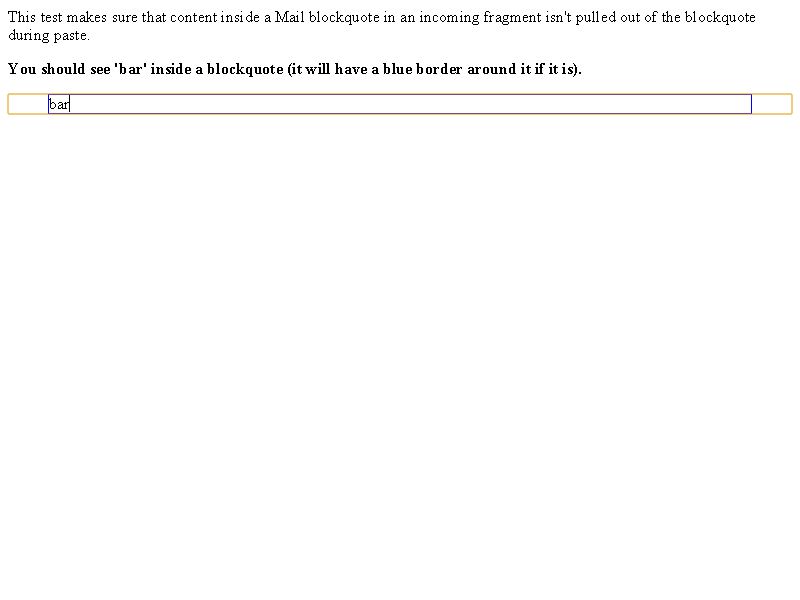 This test makes sure that content inside a Mail blockquote in an incoming fragment isn't pulled out of the blockquote
during paste.
You should see 'bar' inside a blockquote (it will have a blue border around it if it is).
bar